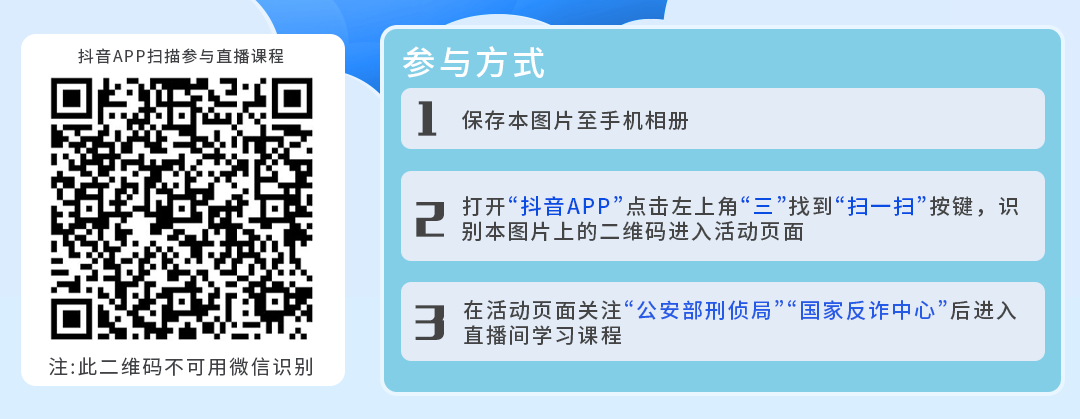 抖音APP扫描参与直播课程
注:此二维码不可用微信识别
参与方式
1 保存本图片至手机相册
2 打开“抖音APP”点击左上角“三”找到“扫一扫”按键，识
别本图片上的二维码进入活动页面
3 在活动页面关注“公安部刑侦局”“国家反诈中心”后进入
直播间学习课程